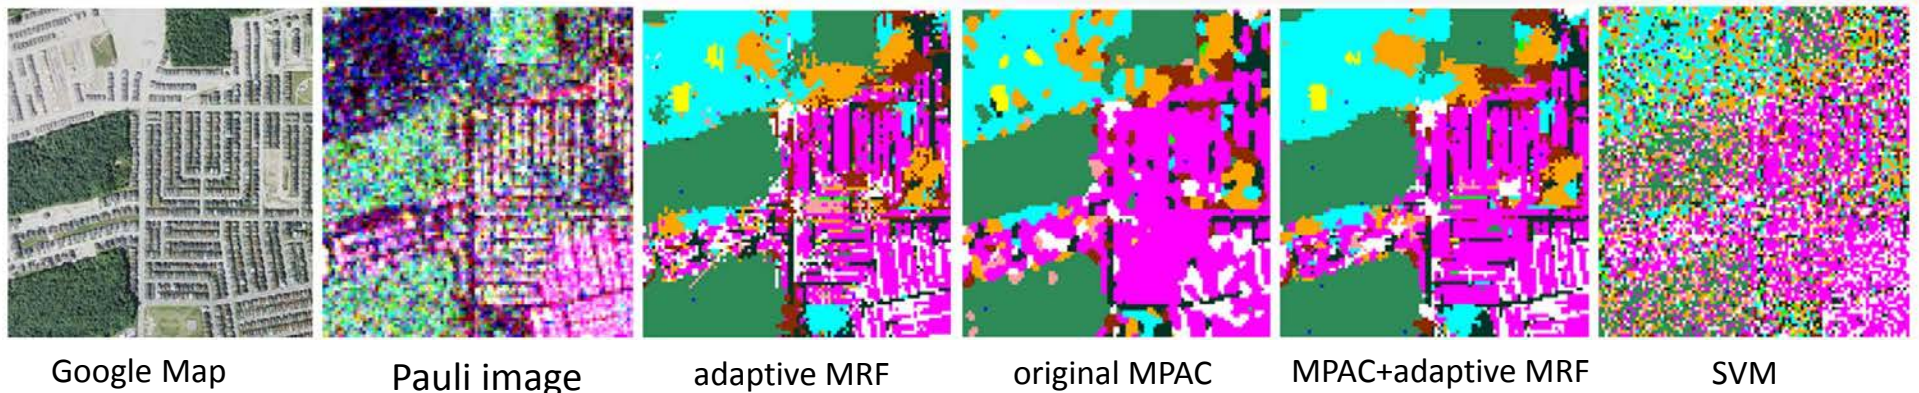 Google Map
Pauli image
adaptive MRF
original MPAC
MPAC+adaptive MRF
SVM